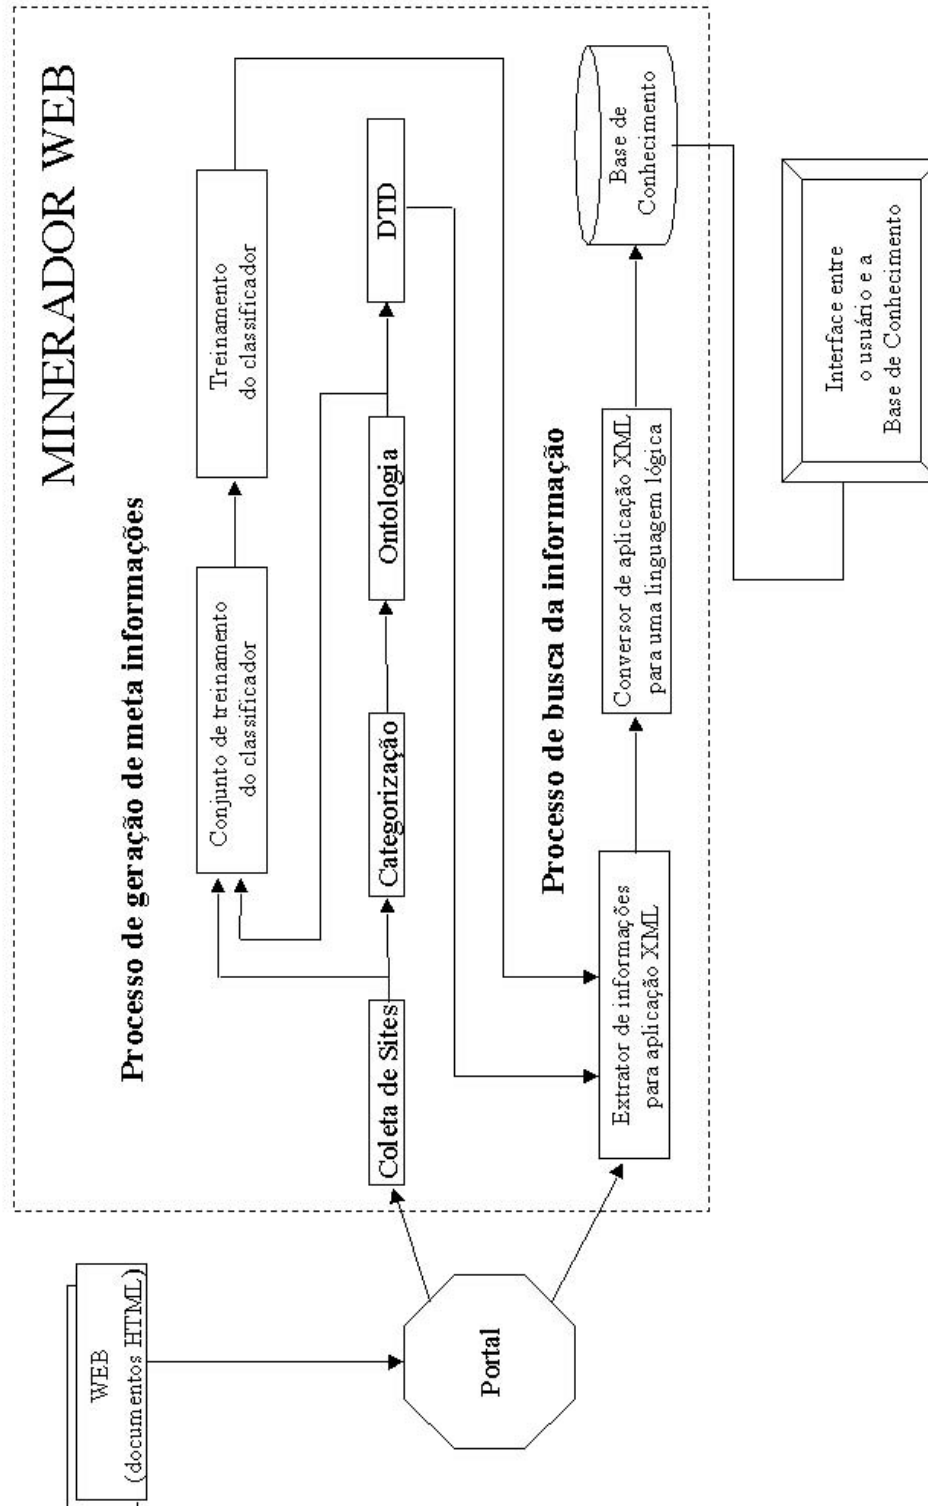 MINERADOR WEB
Processo de geração de meta informações
WEB
(documentos HTML)
Conjunto de treinamento
do classificador
Treinamento
do classificador
Coleta de Sites
Categorização
Ontologia
DTD
Portal
Processo de busca da informação
Extrator de informações
para aplicação XML
Conversor de aplicação XML
para uma linguagem lógica
Base de
Conhecimento
Interface entre
o usuário e a
Base de Conhecimento